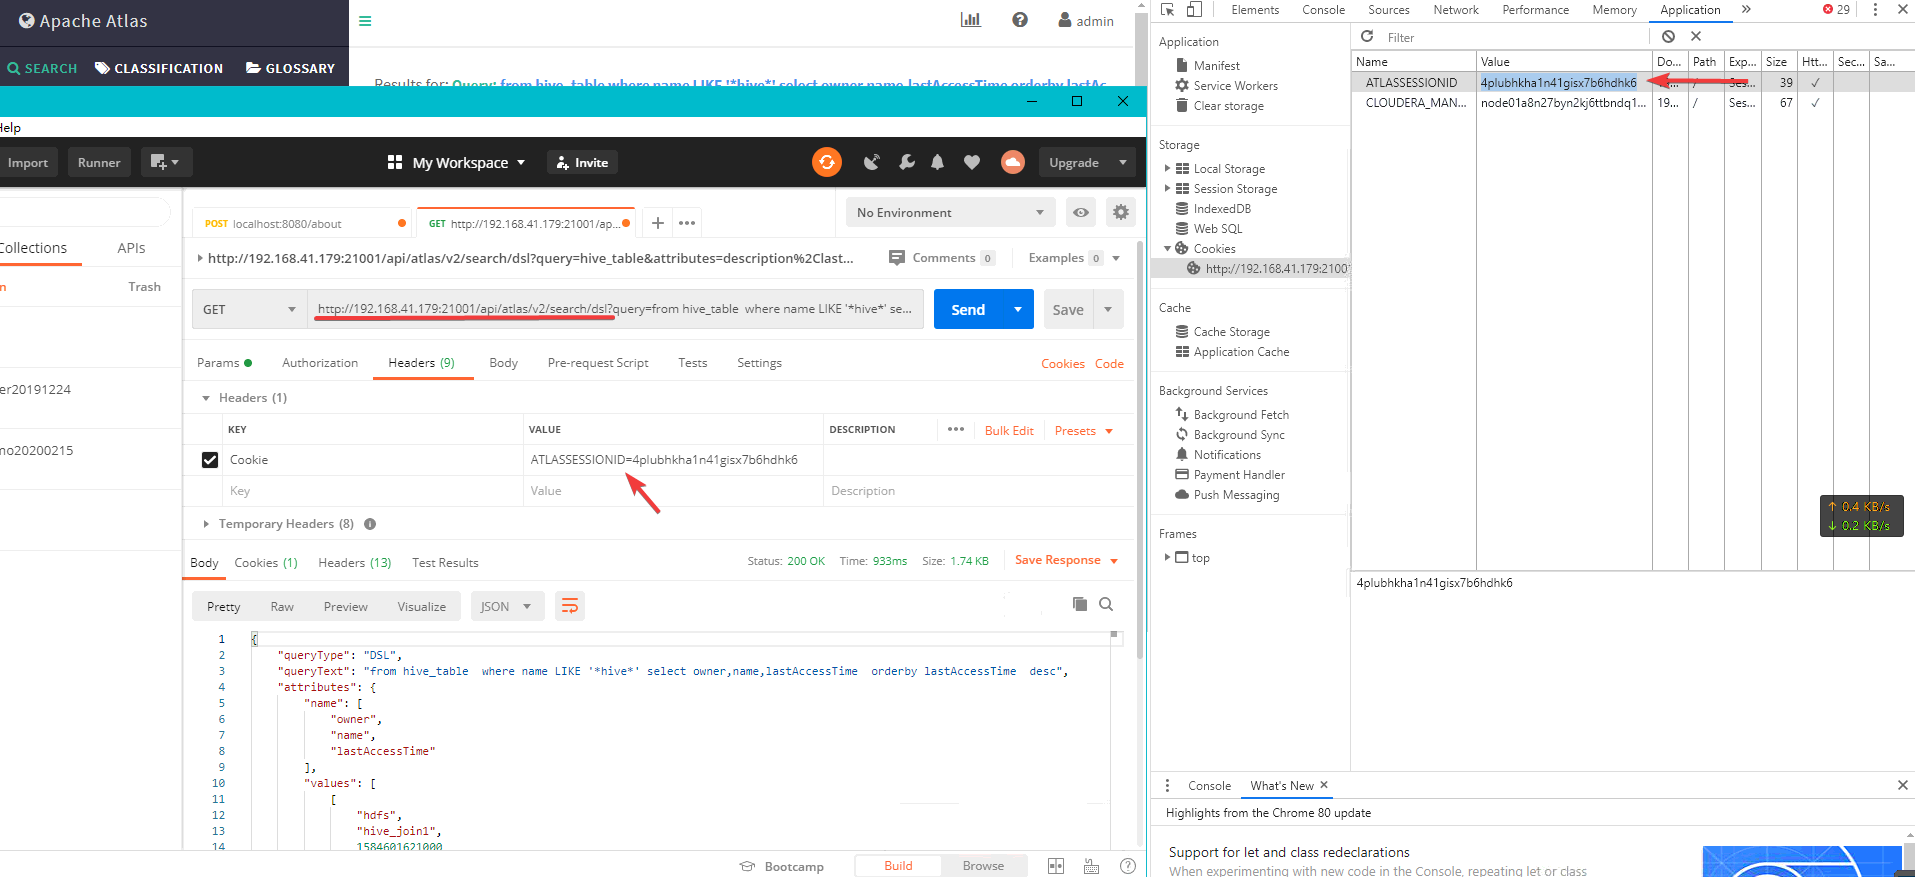 Apache Atlas
admin
SEARCH
CLASSIFICATION
GLOSSARY
Results for: Query: from hive_table where name LIKE '*hive*' select owner,name,lastAccessTime orderby lastAc
Help
Import
Runner
My Workspace
Invite
Upgrade
POST localhost:8080/about
GET http://192.168.41.179:21001/ap...
No Environment
Collections
APIs
n
Trash
er20191224
no20200215
http://192.168.41.179:21001/api/atlas/v2/search/dsl?query=hive_table&attributes=description%2Clast...
Comments 0
Examples 0
GET
http://192.168.41.179:21001/api/atlas/v2/search/dsl?query=from hive_table where name LIKE '*hive*' se...
Send
Save
Params
Authorization
Headers (9)
Body
Pre-request Script
Tests
Settings
Cookies
Code
Headers (1)
KEY
VALUE
DESCRIPTION
Bulk Edit
Presets
Cookie
ATLASSESSIONID=4plubhkha1n41gisx7b6hdhk6
Key
Value
Description
Temporary Headers (8)
Body
Cookies (1)
Headers (13)
Test Results
Status: 200 OK
Time: 933ms
Size: 1.74 KB
Save Response
Pretty
Raw
Preview
Visualize
JSON
1 {
2 "queryType": "DSL",
3 "queryText": "from hive_table  where name LIKE '*hive*' select owner,name,lastAccessTime  orderby lastAccessTime  desc",
4 "attributes": {
5 "name": [
6 "owner",
7 "name",
8 "lastAccessTime"
9 ],
10 "values": [
11 [
12 "hdfs",
13 "hive_join1",
14 1584601621000
Bootcamp
Build
Browse
Elements
Console
Sources
Network
Performance
Memory
Application
29
Application
Manifest
Service Workers
Clear storage
Storage
Local Storage
Session Storage
IndexedDB
Web SQL
Cookies
http://192.168.41.179:2100
Cache
Cache Storage
Application Cache
Background Services
Background Fetch
Background Sync
Notifications
Payment Handler
Push Messaging
Frames
top
Filter
Name
Value
Do...
Path
Exp...
Size
Htt...
Sec...
Sa...
ATLASSESSIONID
4plubhkha1n41gisx7b6hdhk6
/
Ses...
39
✓
CLOUDERA_MAN...
node01a8n27byn2kj6ttbndq1...
19...
/
Ses...
67
✓
↑ 0.4 KB/s
↓ 0.2 KB/s
4plubhkha1n41gisx7b6hdhk6
Console
What's New
Highlights from the Chrome 80 update
Support for let and class redeclarations
When experimenting with new code in the Console, repeating let or class